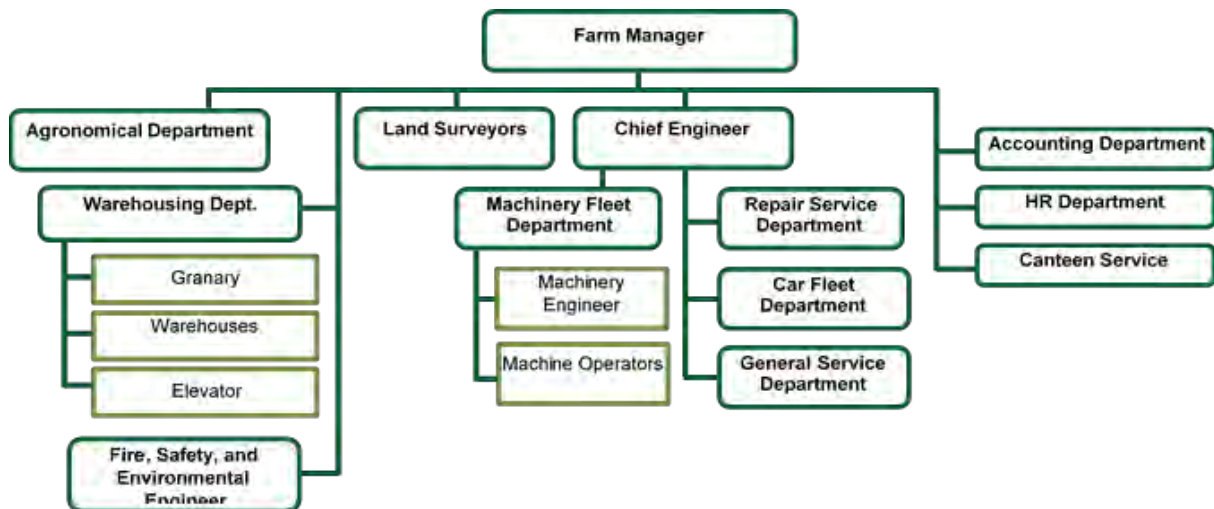 Farm Manager
Agronomical Department
Land Surveyors
Chief Engineer
Accounting Department
Warehousing Dept.
Machinery Fleet
Department
Repair Service
Department
HR Department
Granary
Machinery
Engineer
Car Fleet
Department
Canteen Service
Warehouses
Machine Operators
General Service
Department
Elevator
Fire, Safety, and
Environmental
Engineer